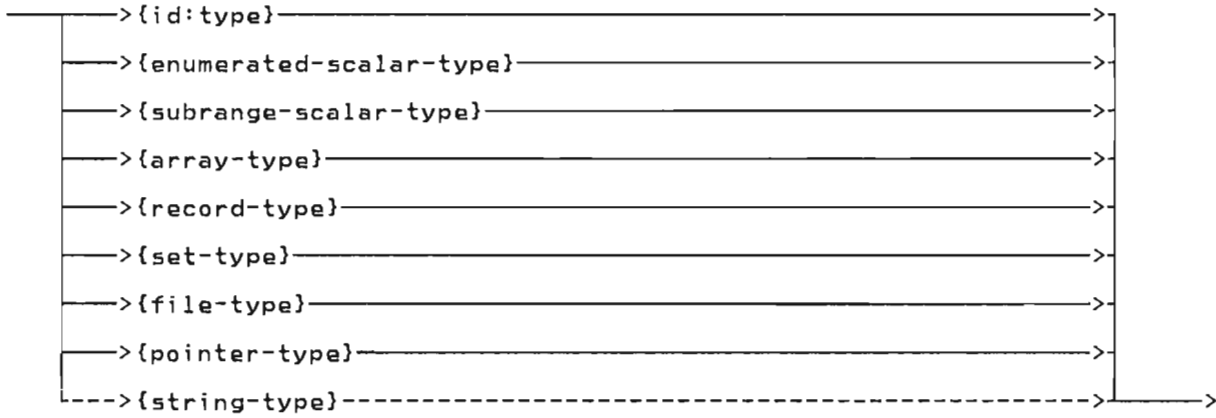 {id:type}
{enumerated-scalar-type}
{subrange-scalar-type}
{array-type}
{record-type}
{set-type}
{file-type}
{pointer-type}
{string-type}